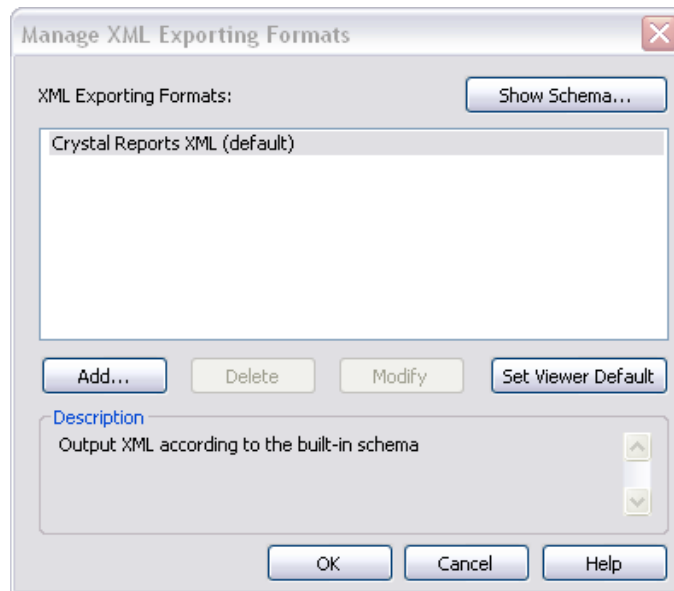 Manage XML Exporting Formats
XML Exporting Formats:
Show Schema...
Crystal Reports XML (default)
Add...
Delete
Modify
Set Viewer Default
Description
Output XML according to the built-in schema
OK
Cancel
Help